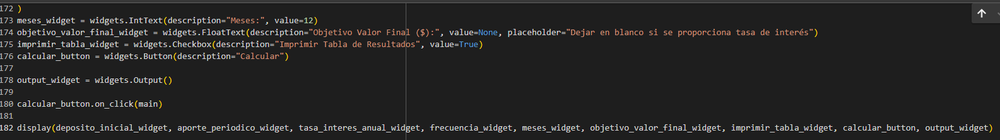 172 )
173 meses_widget = widgets.IntText(description="Meses:", value=12)
174 objetivo_valor_final_widget = widgets.FloatText(description="Objetivo Valor Final ($):", value=None, placeholder="Dejar en blanco si se proporciona tasa de interés")
175 imprimir_tabla_widget = widgets.Checkbox(description="Imprimir Tabla de Resultados", value=True)
176 calcular_button = widgets.Button(description="Calcular")
177
178 output_widget = widgets.Output()
179
180 calcular_button.on_click(main)
181
182 display(deposito_inicial_widget, aporte_periodico_widget, tasa_interes_anual_widget, frecuencia_widget, meses_widget, objetivo_valor_final_widget, imprimir_tabla_widget, calcular_button, output_widget)